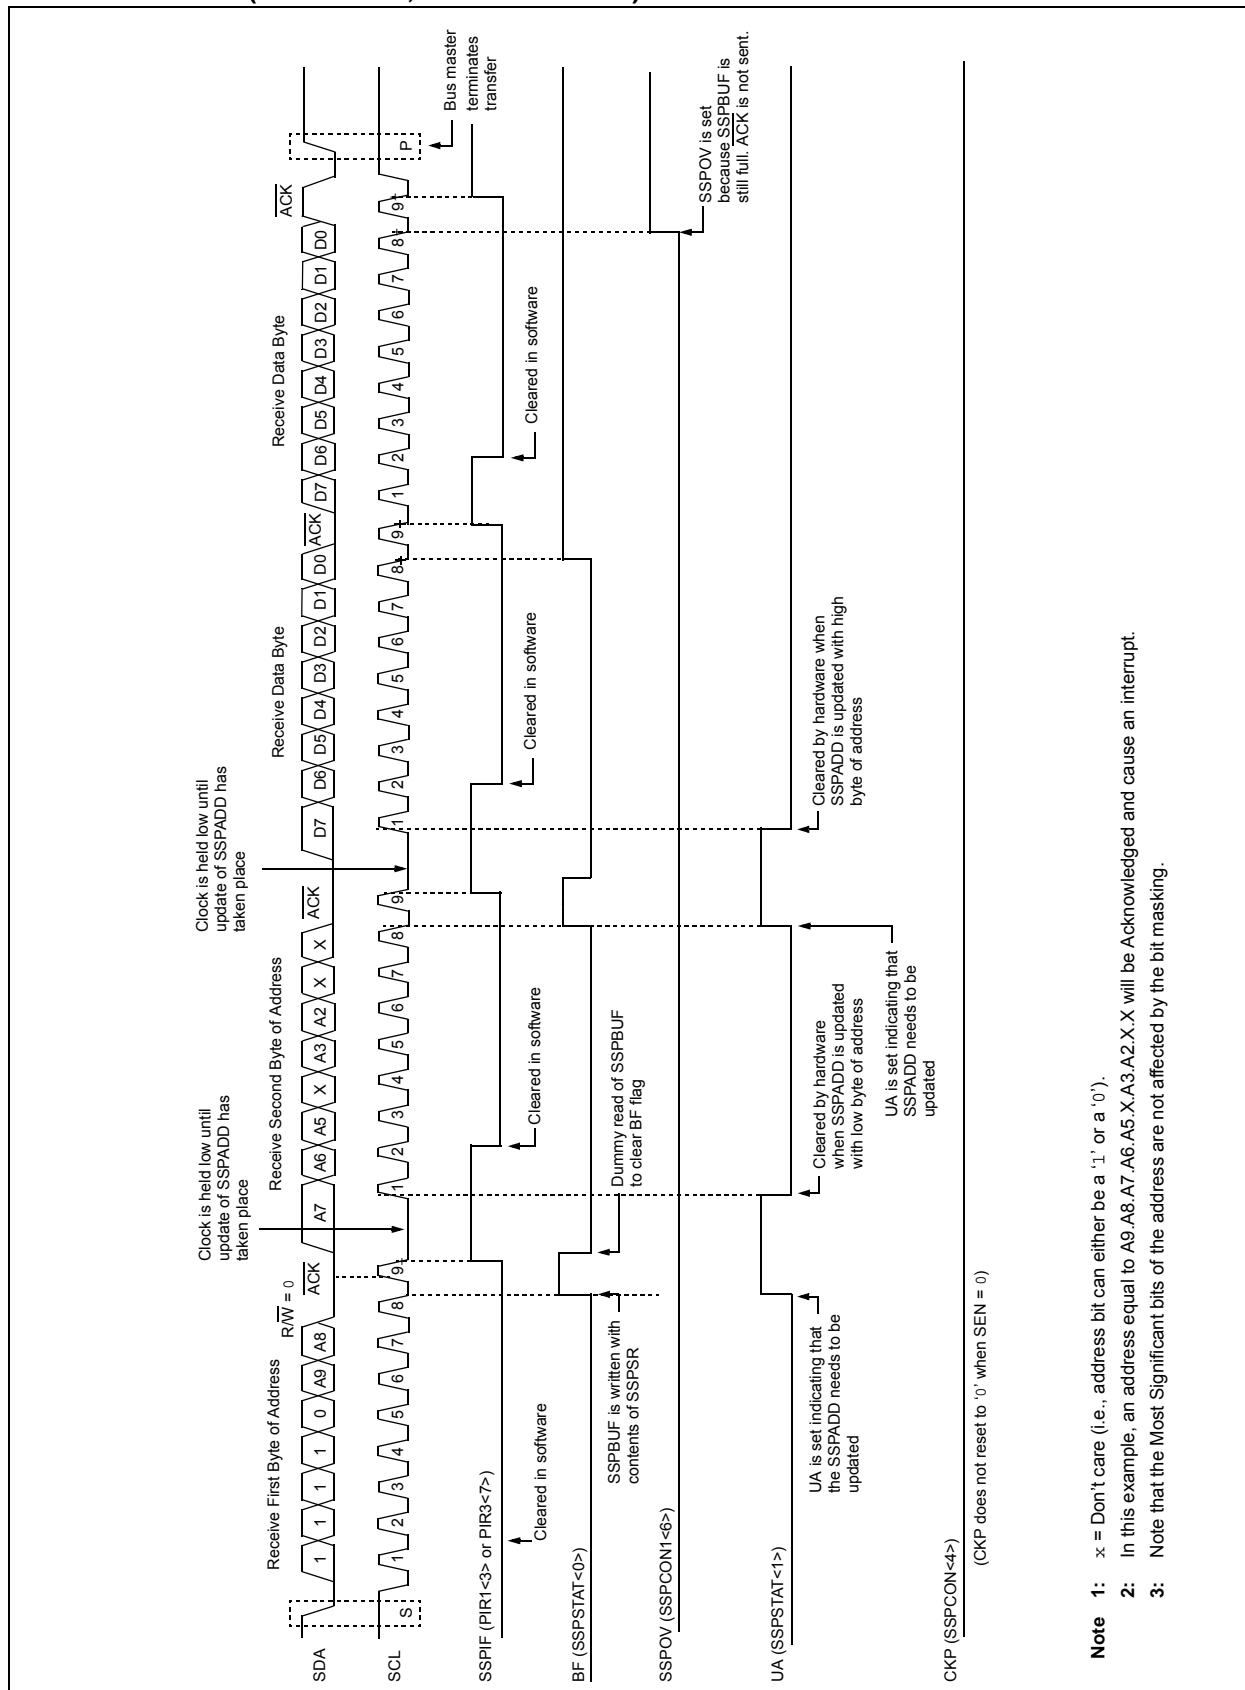 Receive First Byte of Address
R/W = 0
ACK
Clock is held low until
update of SSPADD has
taken place
Receive Second Byte of Address
ACK
Clock is held low until
update of SSPADD has
taken place
Receive Data Byte
ACK
Receive Data Byte
ACK
SDA
1 1 1 1 0 A9 A8
A7 A6 A5 X A3 A2 X X
D7 D6 D5 D4 D3 D2 D1 D0
D7 D6 D5 D4 D3 D2 D1 D0
SCL
S
1 2 3 4 5 6 7 8 9
1 2 3 4 5 6 7 8 9
1 2 3 4 5 6 7 8 9
1 2 3 4 5 6 7 8 9
P
Bus master
terminates
transfer
SSPIF (PIR1<3> or PIR3<7>)
Cleared in software
Cleared in software
Cleared in software
Cleared in software
BF (SSPSTAT<0>)
SSPBUF is written with
contents of SSPSR
Dummy read of SSPBUF
to clear BF flag
SSPOV (SSPCON1<6>)
SSPOV is set
because SSPBUF is
still full. ACK is not sent.
UA (SSPSTAT<1>)
UA is set indicating that
the SSPADD needs to be
updated
Cleared by hardware
when SSPADD is updated
with low byte of address
UA is set indicating that
SSPADD needs to be
updated
Cleared by hardware when
SSPADD is updated with high
byte of address
CKP (SSPCON<4>)
(CKP does not reset to ‘0’ when SEN = 0)
Note 1: x = Don’t care (i.e., address bit can either be a ‘1’ or a ‘0’).
2: In this example, an address equal to A9.A8.A7.A6.A5.X.A3.A2.X.X will be Acknowledged and cause an interrupt.
3: Note that the Most Significant bits of the address are not affected by the bit masking.